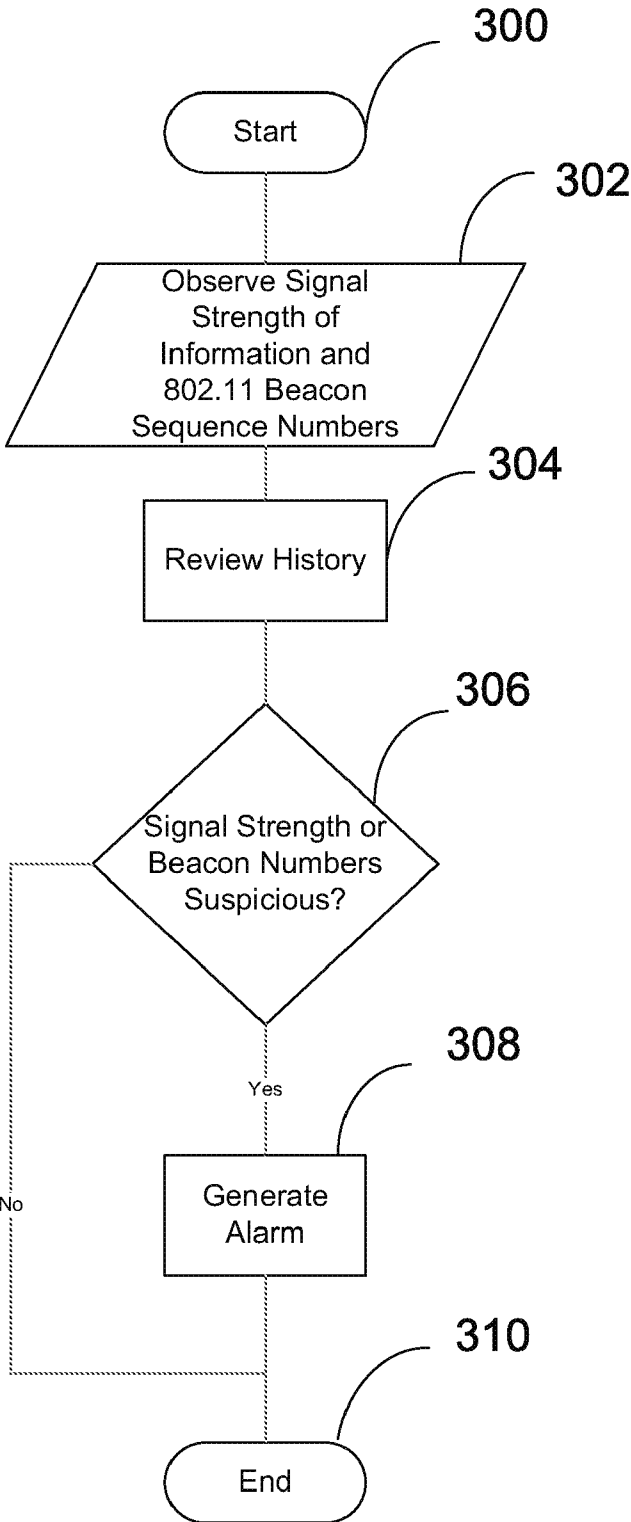 300
Start
302
Observe Signal
Strength of
Information and
802.11 Beacon
Sequence Numbers
304
Review History
306
Signal Strength or
Beacon Numbers
Suspicious?
308
Yes
Generate
Alarm
No
310
End